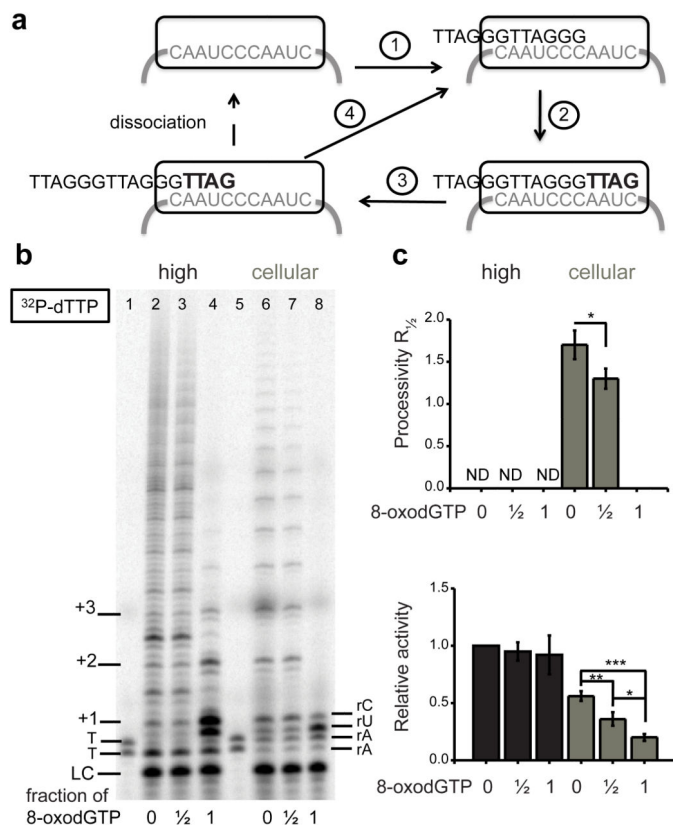 a
TTAGGGTTAGGG
CAAUCCCAAUC
1
CAAUCCCAAUC
dissociation
4
2
TTAGGGTTAGGGTTAG
CAAUCCCAAUC
3
TTAGGGTTAGGGTTAG
CAAUCCCAAUC
b
high
cellular
32P-dTTP
1 2 3 4 5 6 7 8
+3
+2
+1
T
T
LC
rC
rU
rA
rA
fraction of
8-oxodGTP
0 ½ 1 0 ½ 1
c
high
cellular
Processivity R½
2.0
1.5
1.0
0.5
0.0
ND ND ND
*
8-oxodGTP 0 ½ 1 0 ½ 1
Relative activity
1.5
1.0
0.5
0.0
***
**
*
8-oxodGTP 0 ½ 1 0 ½ 1